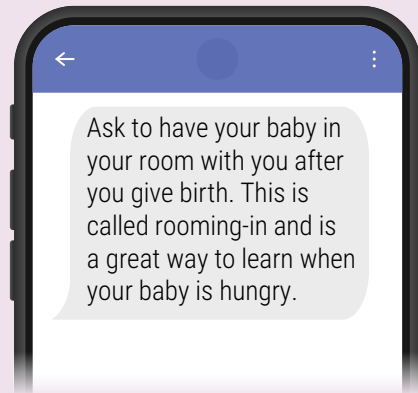 Ask to have your baby in
your room with you after
you give birth. This is
called rooming-in and is
a great way to learn when
your baby is hungry.